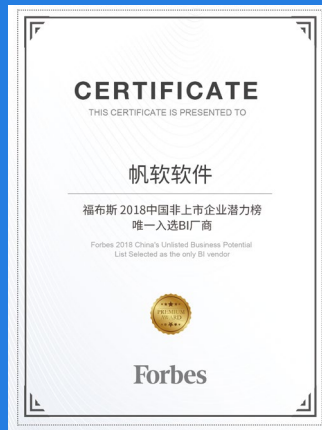 CERTIFICATE
THIS CERTIFICATE IS PRESENTED TO
帆软软件
福布斯 2018中国非上市企业潜力榜
唯一入选BI厂商
Forbes 2018 China's Unlisted Business Potential
List Selected as the only BI vendor
PREMIUM
AWARD
Forbes